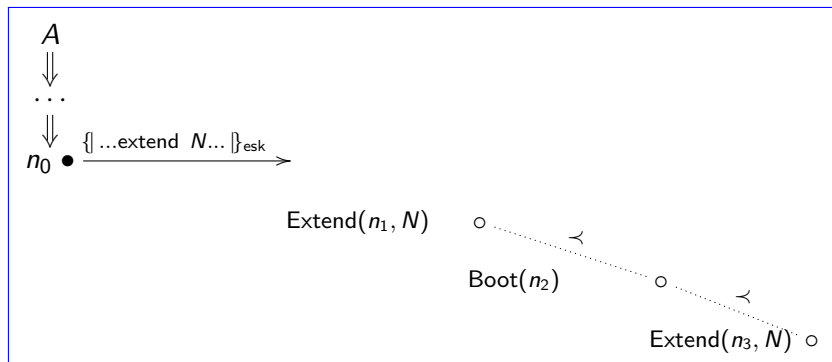 A
⇓
...
⇓
n₀ • {| ...extend N... |}esk
Extend(n₁, N)
≺
Boot(n₂)
≺
Extend(n₃, N)